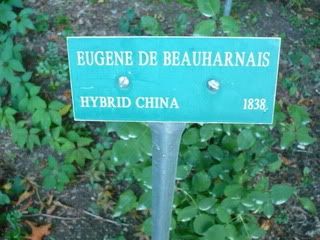 EUGENE DE BEAUHARNAIS
HYBRID CHINA 1838.